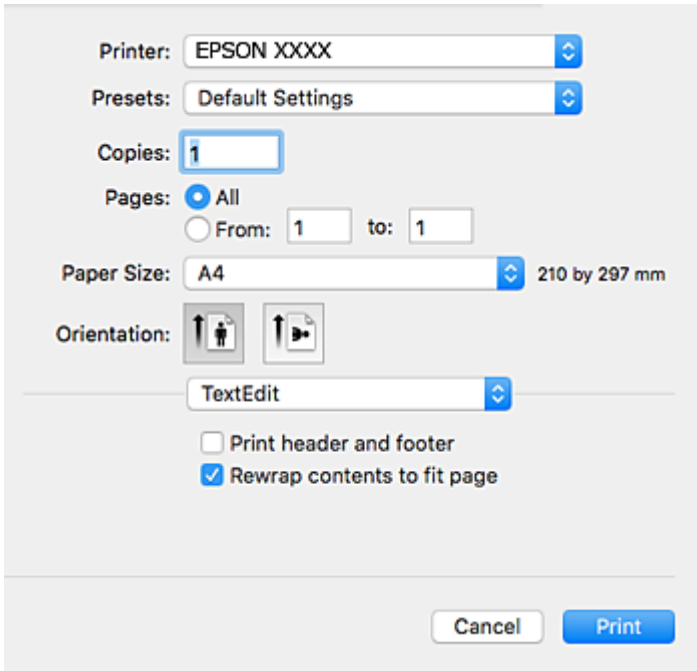 Printer: EPSON XXXX
Presets: Default Settings
Copies: 1
Pages: All
From: 1 to: 1
Paper Size: A4 210 by 297 mm
Orientation:
TextEdit
Print header and footer
Rewrap contents to fit page
Cancel Print